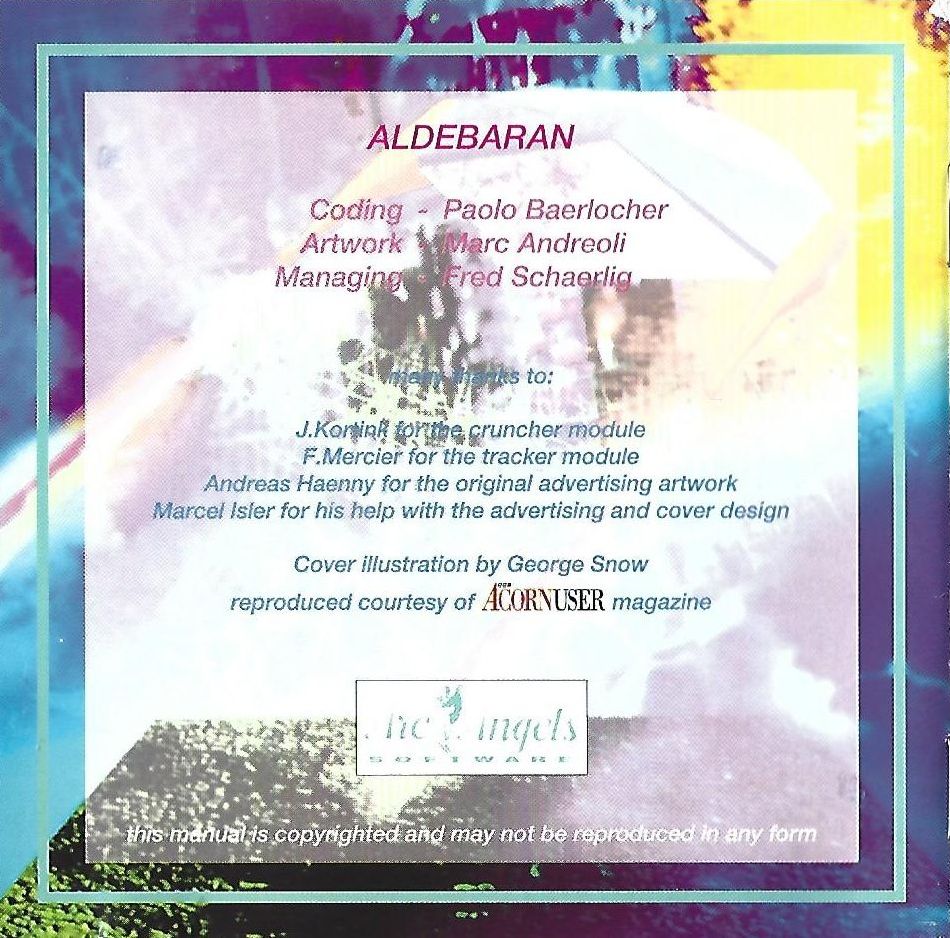 ALDEBARAN
Coding - Paolo Baerlocher
Artwork - Marc Andreoli
Managing - Fred Schaerlig
many thanks to:
J.Kortink for the cruncher module
F.Mercier for the tracker module
Andreas Haenny for the original advertising artwork
Marcel Isler for his help with the advertising and cover design
Cover illustration by George Snow
reproduced courtesy of BBC ACORN USER magazine
Arc Angels
SOFTWARE
this manual is copyrighted and may not be reproduced in any form